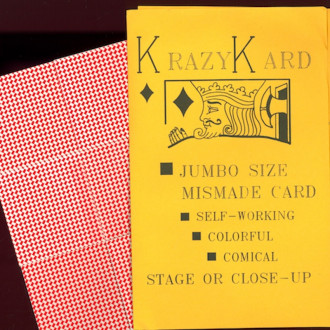 KRAZYKARD
JUMBO SIZE
MISMADE CARD
SELF-WORKING
COLORFUL
COMICAL
STAGE OR CLOSE-UP